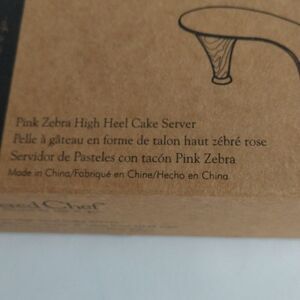 Pink Zebra High Heel Cake Server
Pelle à gâteau en forme de talon haut zébré rose
Servidor de Pasteles con tacón Pink Zebra
Made in China/Fabriqué en Chine/Hecho en China
Chef